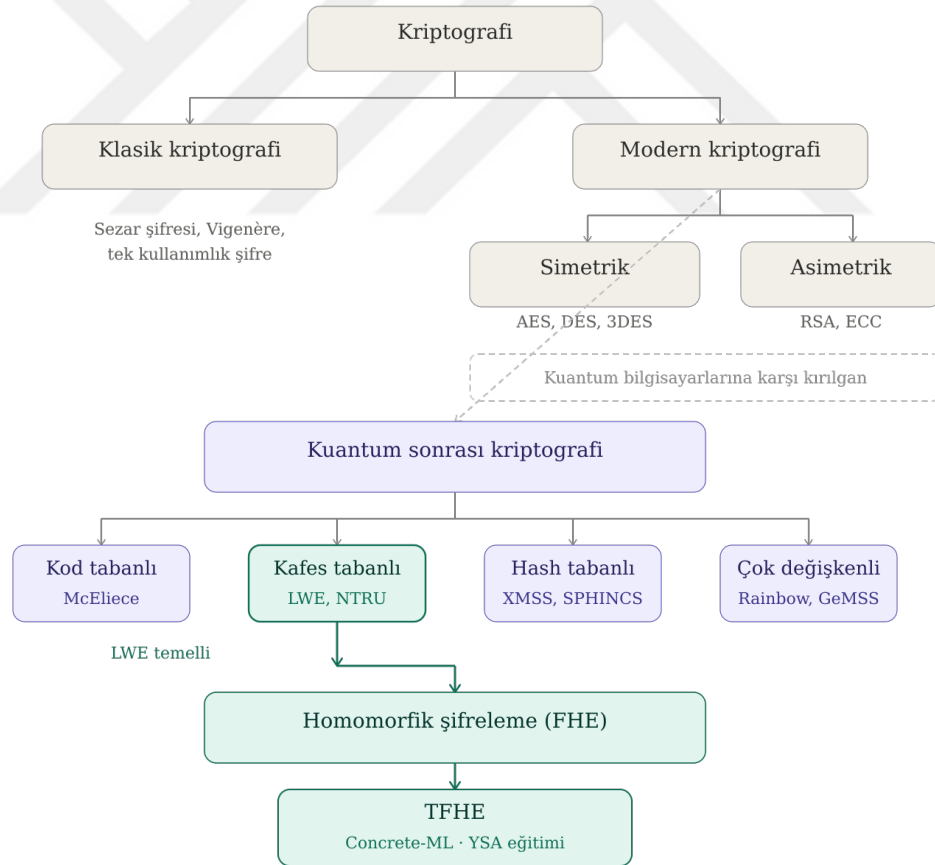 Kriptografi
Klasik kriptografi
Modern kriptografi
Sezar şifresi, Vigenère,
tek kullanımlık şifre
Simetrik
Asimetrik
AES, DES, 3DES
RSA, ECC
Kuantum bilgisayarlarına karşı kırılgan
Kuantum sonrası kriptografi
Kod tabanlı
McEliece
Kafes tabanlı
LWE, NTRU
Hash tabanlı
XMSS, SPHINCS
Çok değişkenli
Rainbow, GeMSS
LWE temelli
Homomorfik şifreleme (FHE)
TFHE
Concrete-ML · YSA eğitimi